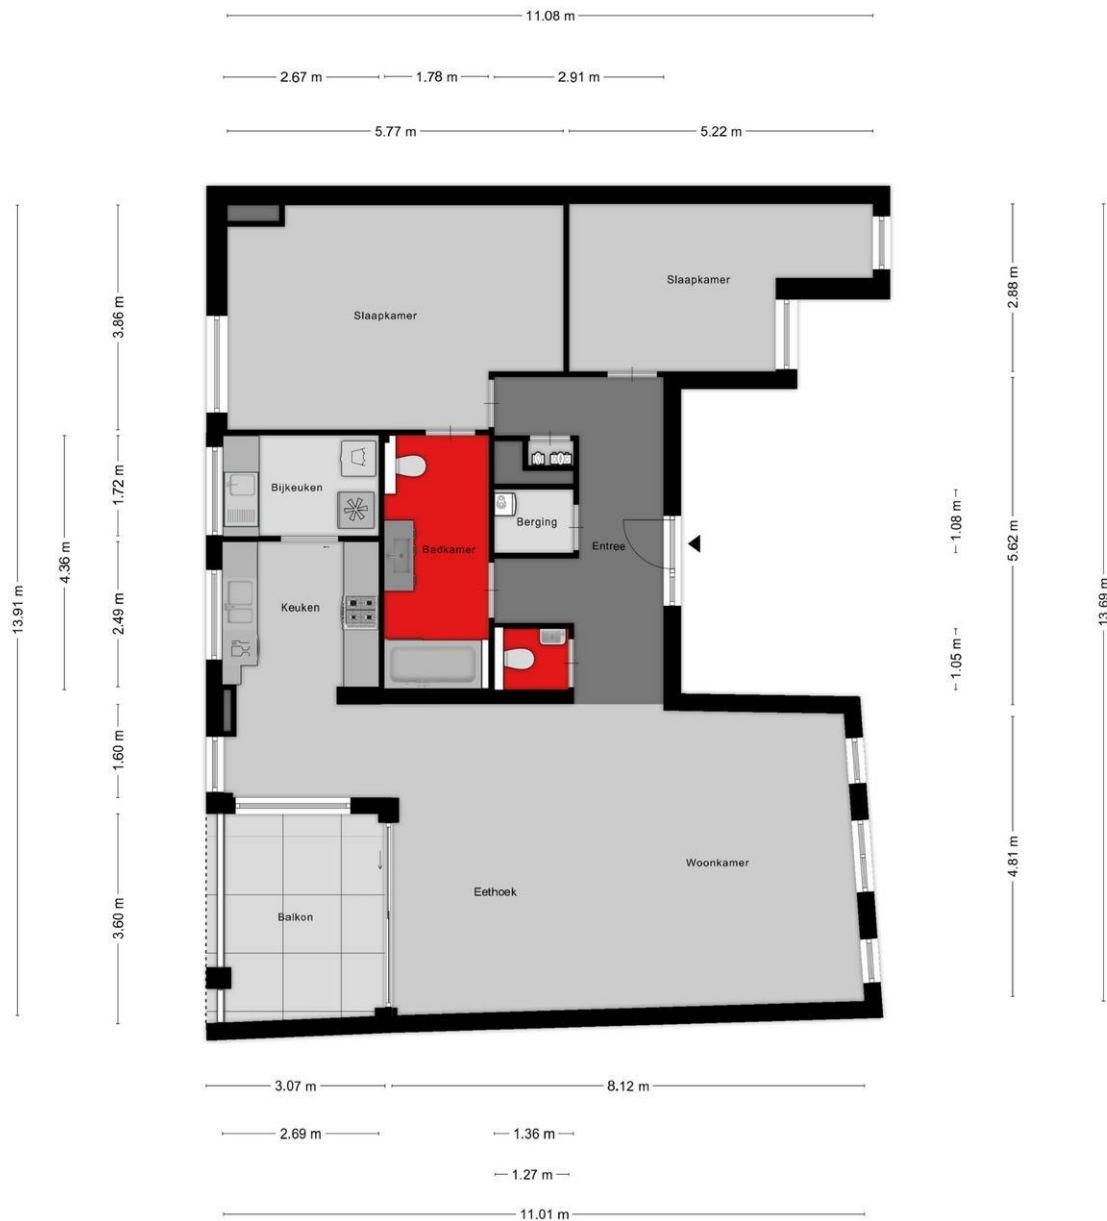 11.08 m
2.67 m
1.78 m
2.91 m
5.77 m
5.22 m
Slaapkamer
Slaapkamer
3.86 m
2.88 m
Bijkeuken
1.72 m
Berging
1.08 m
Badkamer
Entree
5.62 m
4.36 m
13.91 m
13.69 m
2.49 m
Keuken
1.05 m
1.60 m
Woonkamer
4.81 m
Eethoek
Balkon
3.60 m
3.07 m
8.12 m
2.69 m
1.36 m
1.27 m
11.01 m